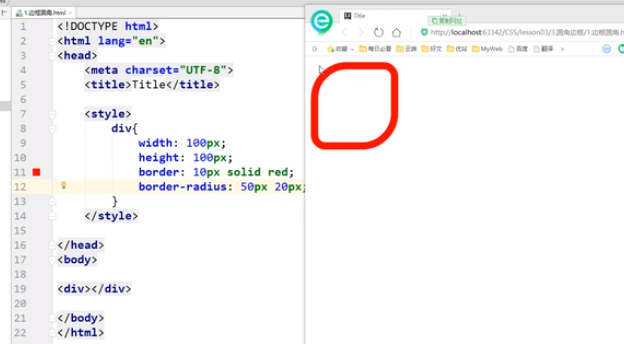 1.边框圆角.html
1 <!DOCTYPE html>
2 <html lang="en">
3 <head>
4 <meta charset="UTF-8">
5 <title>Title</title>
6
7 <style>
8 div{
9 width: 100px;
10 height: 100px;
11 border: 10px solid red;
12 border-radius: 50px 20px;
13 }
14 </style>
15
16 </head>
17 <body>
18
19 <div></div>
20
21 </body>
22 </html>
Title
复制网址
http://localhost:63342/CSS/lesson03/3.圆角边框/1.边框圆角.html
收藏 每日必看 云端 好文 优站 MyWeb 百度 翻译 »